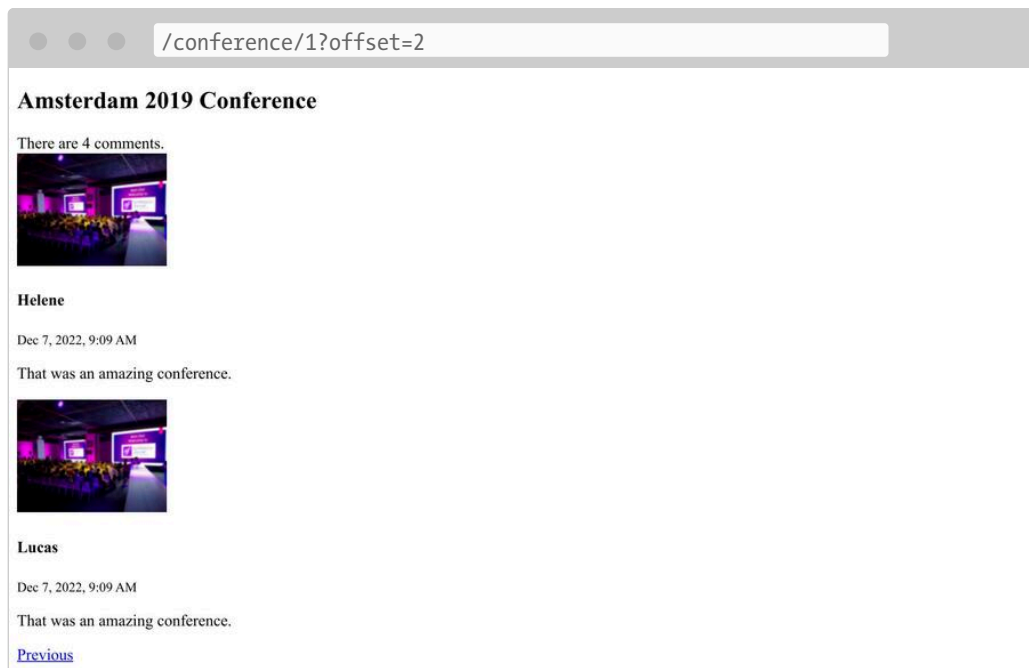 /conference/1?offset=2
Amsterdam 2019 Conference
There are 4 comments.
Helene
Dec 7, 2022, 9:09 AM
That was an amazing conference.
Lucas
Dec 7, 2022, 9:09 AM
That was an amazing conference.
Previous